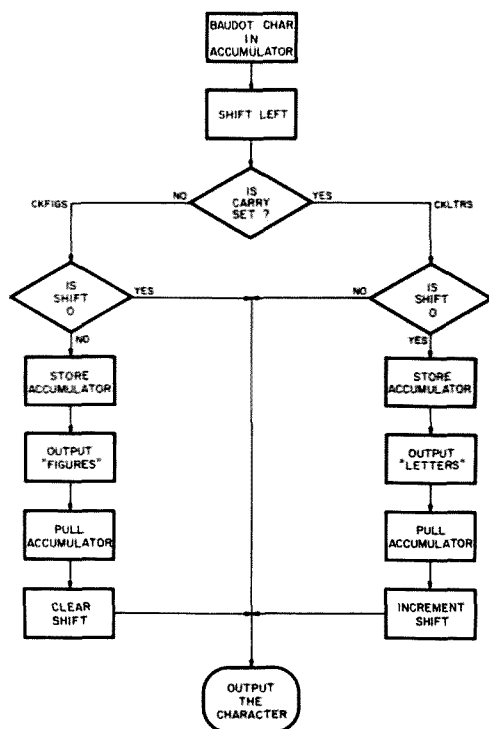 BAUDOT CHAR.
IN
ACCUMULATOR
SHIFT LEFT
IS
CARRY
SET ?
NO
YES
CKFIGS
CKLTRS
IS
SHIFT
0
YES
NO
IS
SHIFT
0
NO
YES
STORE
ACCUMULATOR
OUTPUT
"FIGURES"
PULL
ACCUMULATOR
CLEAR
SHIFT
STORE
ACCUMULATOR
OUTPUT
"LETTERS"
PULL
ACCUMULATOR
INCREMENT
SHIFT
OUTPUT
THE
CHARACTER